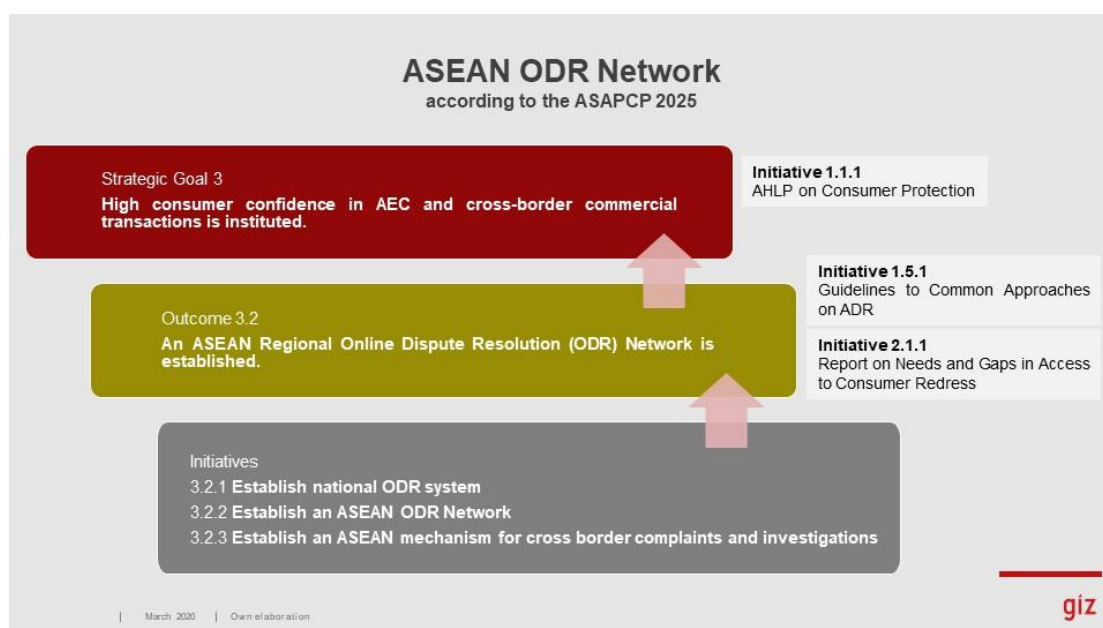 ASEAN ODR Network
according to the ASAPCP 2025
Strategic Goal 3
High consumer confidence in AEC and cross-border commercial
transactions is instituted.
Initiative 1.1.1
AHLP on Consumer Protection
Outcome 3.2
An ASEAN Regional Online Dispute Resolution (ODR) Network is
established.
Initiative 1.5.1
Guidelines to Common Approaches
on ADR
Initiative 2.1.1
Report on Needs and Gaps in Access
to Consumer Redress
Initiatives
3.2.1 Establish national ODR system
3.2.2 Establish an ASEAN ODR Network
3.2.3 Establish an ASEAN mechanism for cross border complaints and investigations
| March 2020 | Own elaboration
giz